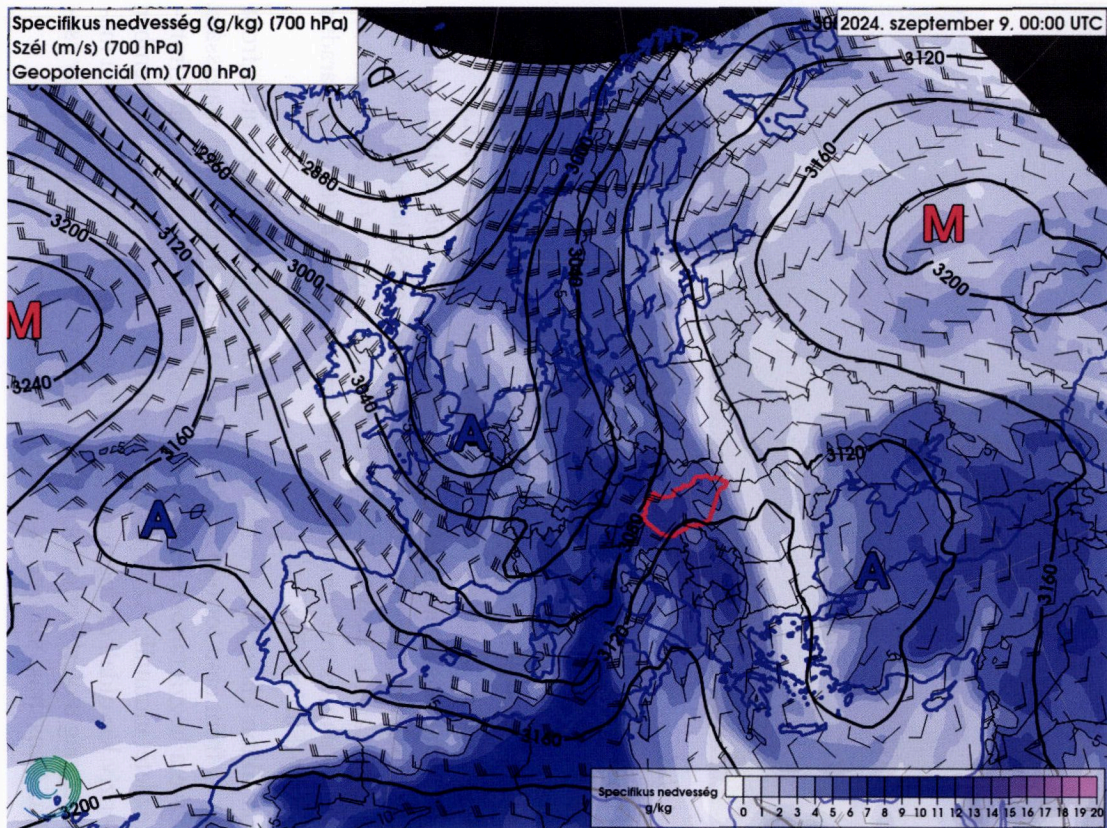 Specifikus nedvesség (g/kg) (700 hPa)
Szél (m/s) (700 hPa)
Geopotenciál (m) (700 hPa)
2024. szeptember 9. 00:00 UTC
3120
3160
M
3200
2960
2880
3000
3200
3120
3000
3040
M
3240
3040
3160
A
A
3120
3080
A
3160
3120
3160
3200
Specifikus nedvesség
g/kg
0 1 2 3 4 5 6 7 8 9 10 11 12 13 14 15 16 17 18 19 20